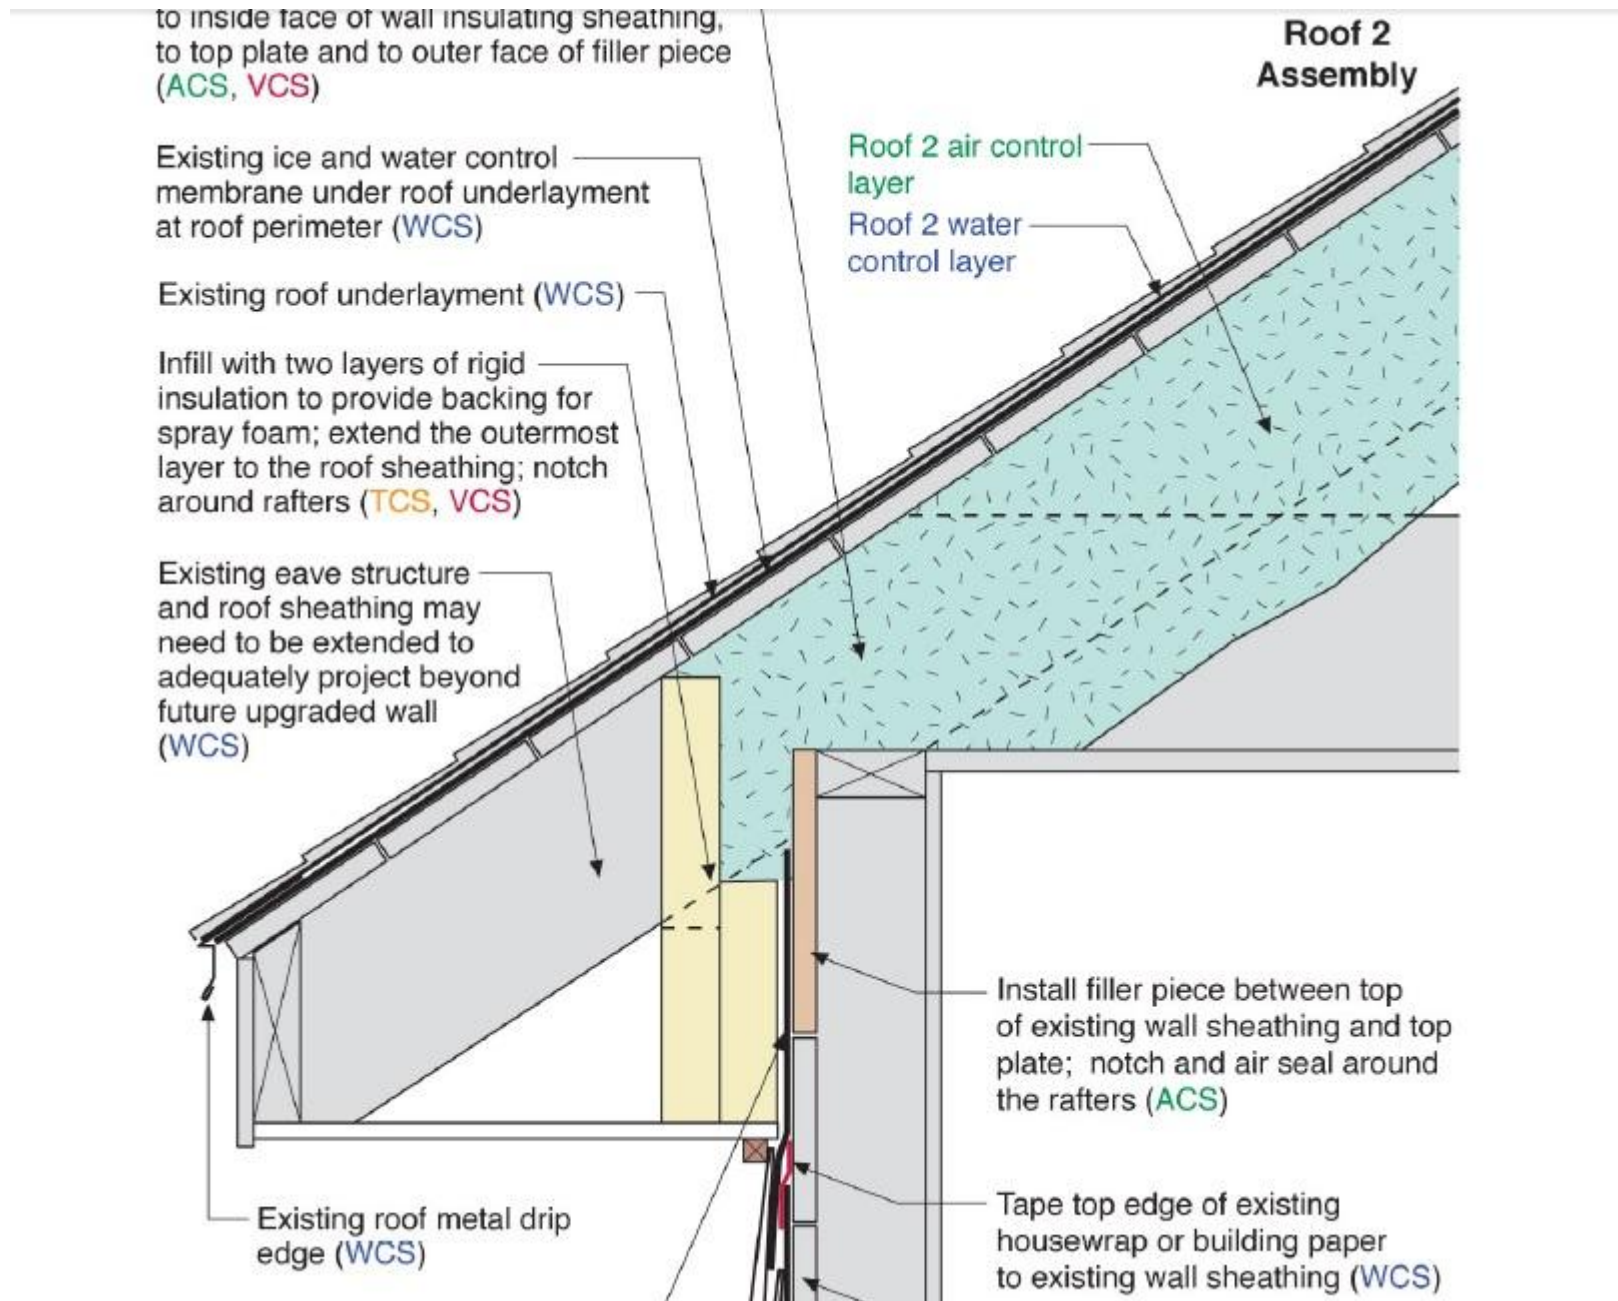 to inside face of wall insulating sheathing,
to top plate and to outer face of filler piece
(ACS, VCS)
Existing ice and water control
membrane under roof underlayment
at roof perimeter (WCS)
Existing roof underlayment (WCS)
Infill with two layers of rigid
insulation to provide backing for
spray foam; extend the outermost
layer to the roof sheathing; notch
around rafters (TCS, VCS)
Existing eave structure
and roof sheathing may
need to be extended to
adequately project beyond
future upgraded wall
(WCS)
Existing roof metal drip
edge (WCS)
Roof 2
Assembly
Roof 2 air control
layer
Roof 2 water
control layer
Install filler piece between top
of existing wall sheathing and top
plate; notch and air seal around
the rafters (ACS)
Tape top edge of existing
housewrap or building paper
to existing wall sheathing (WCS)